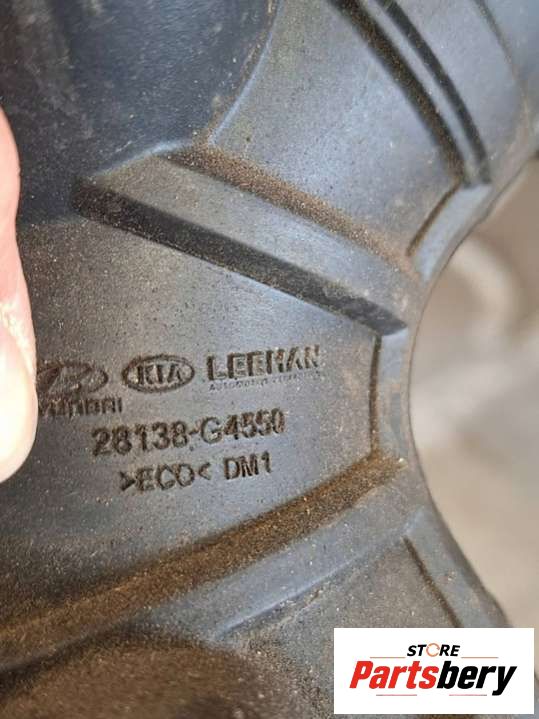 KIA LEEHAN
HYUNDAI
28138-G4550
>ECO< DM1
STORE
Partsbery